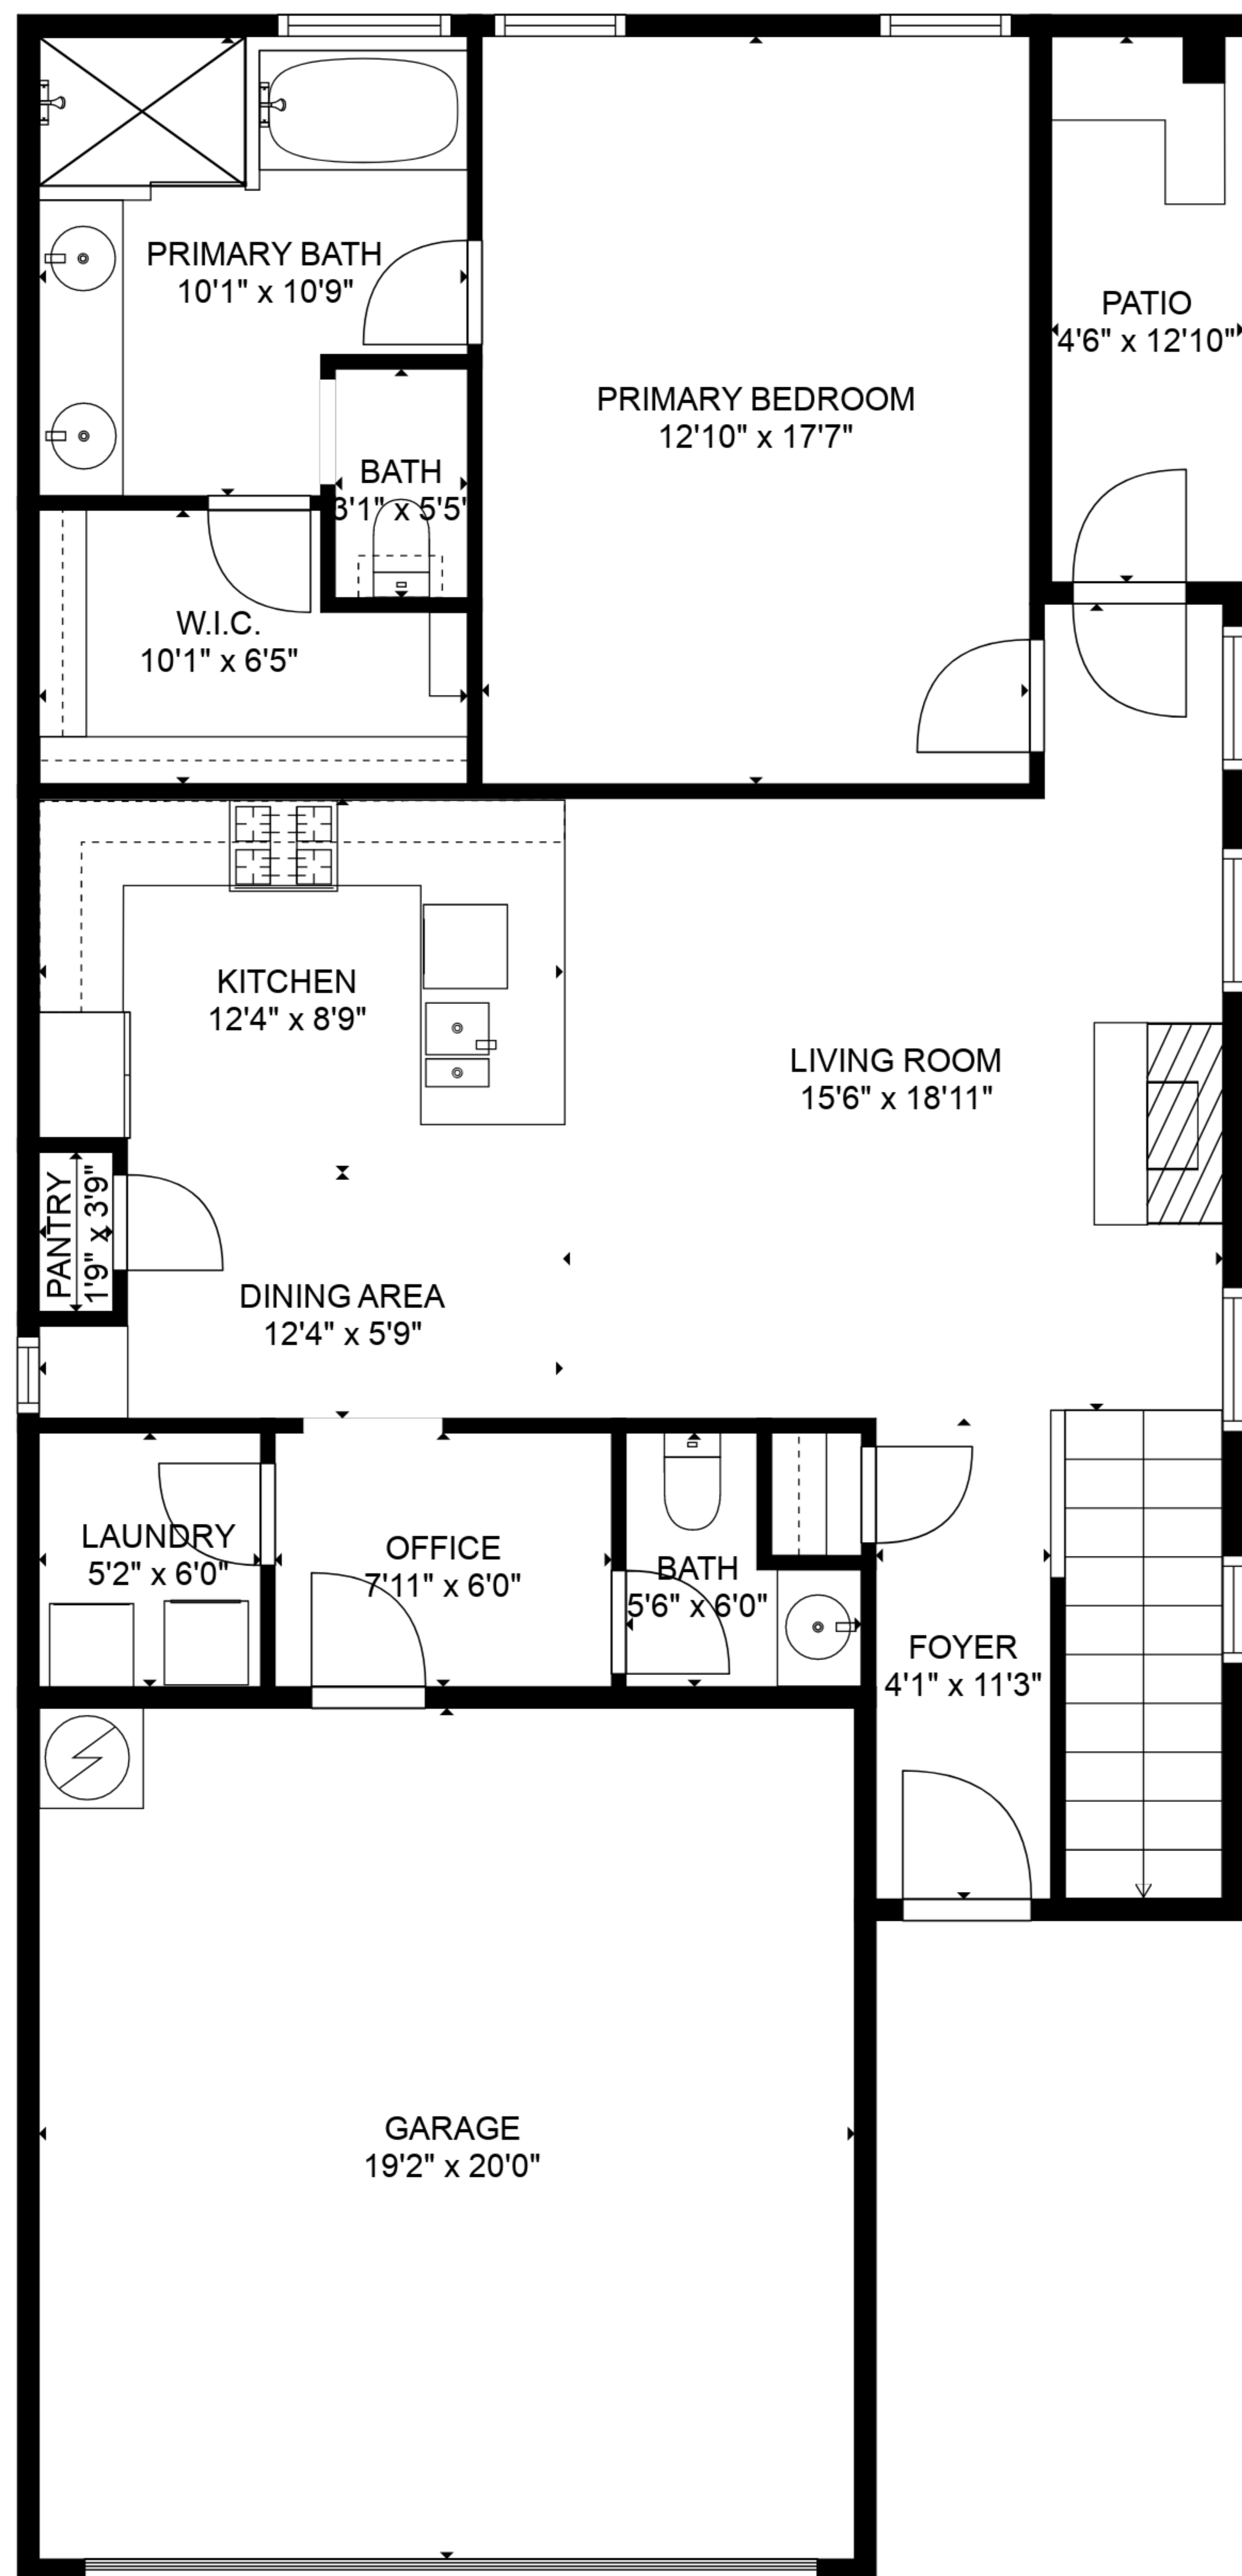 PRIMARY BATH
10'1" x 10'9"
PATIO
4'6" x 12'10"
PRIMARY BEDROOM
12'10" x 17'7"
BATH
3'1" x 5'5"
W.I.C.
10'1" x 6'5"
KITCHEN
12'4" x 8'9"
LIVING ROOM
15'6" x 18'11"
PANTRY
1'9" x 3'9"
DINING AREA
12'4" x 5'9"
LAUNDRY
5'2" x 6'0"
OFFICE
7'11" x 6'0"
BATH
5'6" x 6'0"
FOYER
4'1" x 11'3"
GARAGE
19'2" x 20'0"